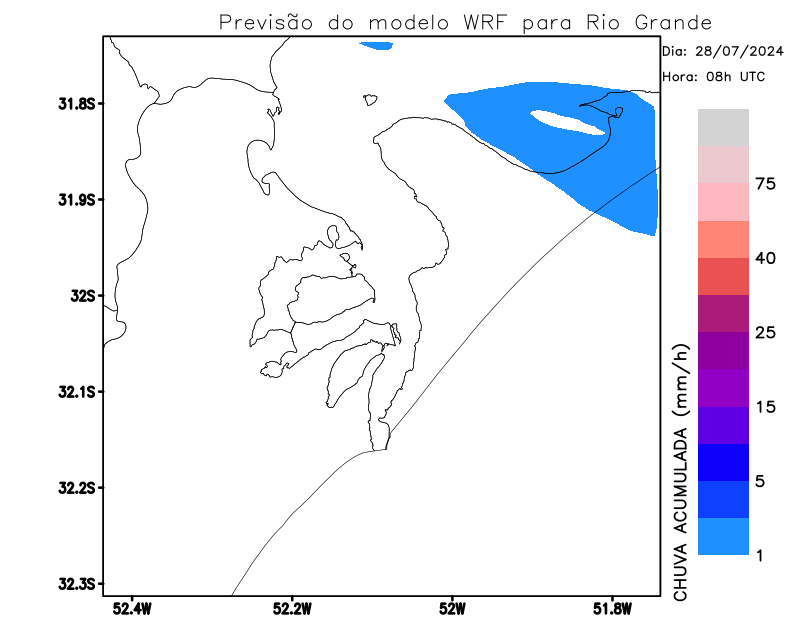 Previsão do modelo WRF para Rio Grande
Dia: 28/07/2024
Hora: 08h UTC
31.8S
31.9S
32S
32.1S
32.2S
32.3S
52.4W
52.2W
52W
51.8W
75
40
25
15
5
1
CHUVA ACUMULADA (mm/h)